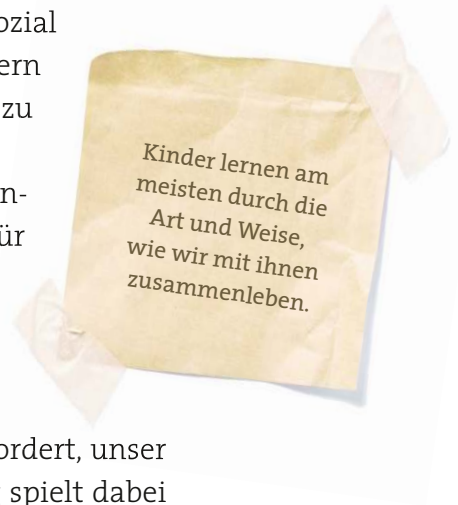 ozial
ern
zu
n-
ür
Kinder lernen am
meisten durch die
Art und Weise,
wie wir mit ihnen
zusammenleben.
ordert, unser
spielt dabei